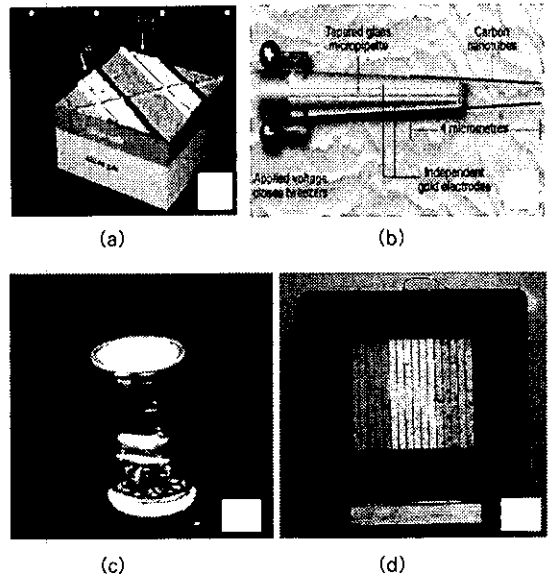 Tapered glass
micropipette
Carbon
nanotubes
4 micrometres
Applied voltage
closes tweezers
Independent
gold electrodes
(a)
(b)
(c)
(d)